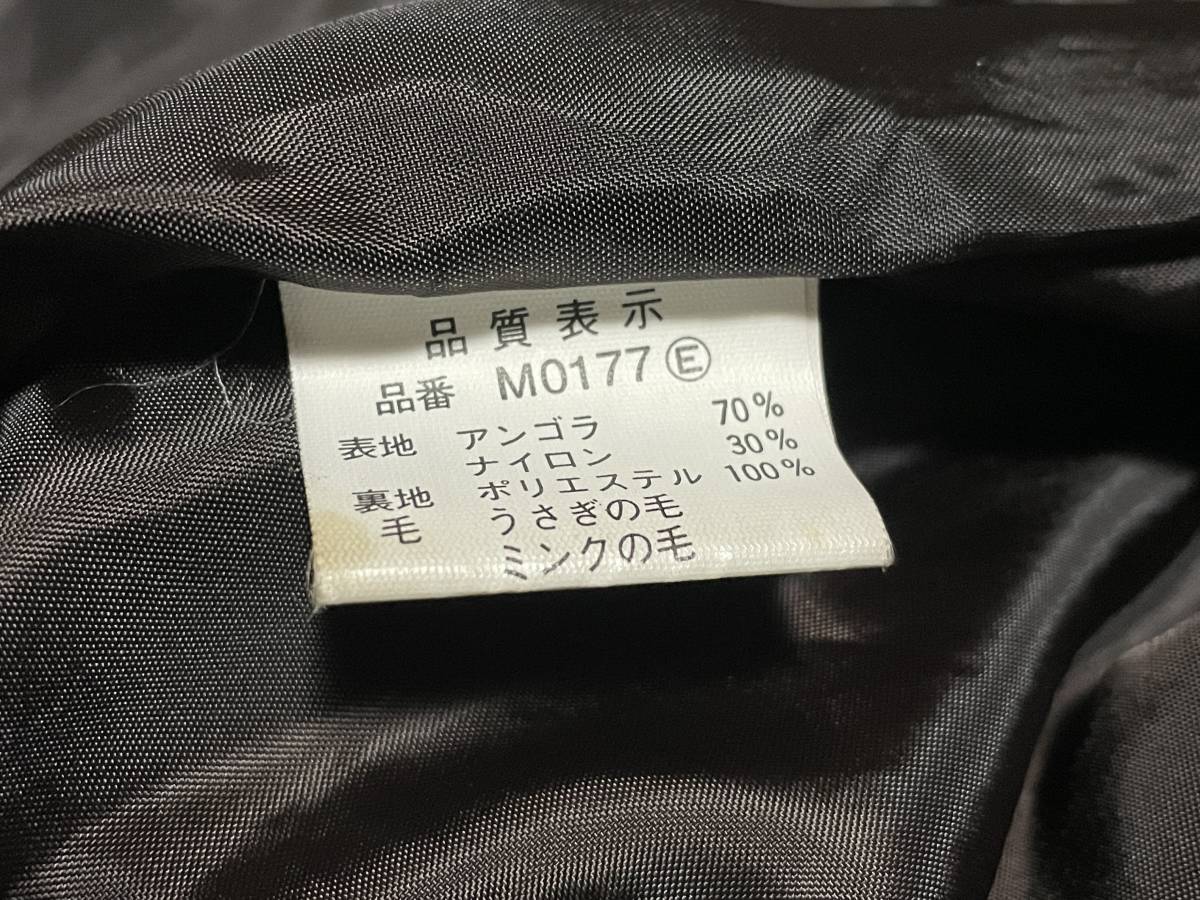 品質表示
品番 M0177 Ⓔ
表地 アンゴラ 70%
ナイロン 30%
裏地 ポリエステル 100%
毛 うさぎの毛
ミンクの毛